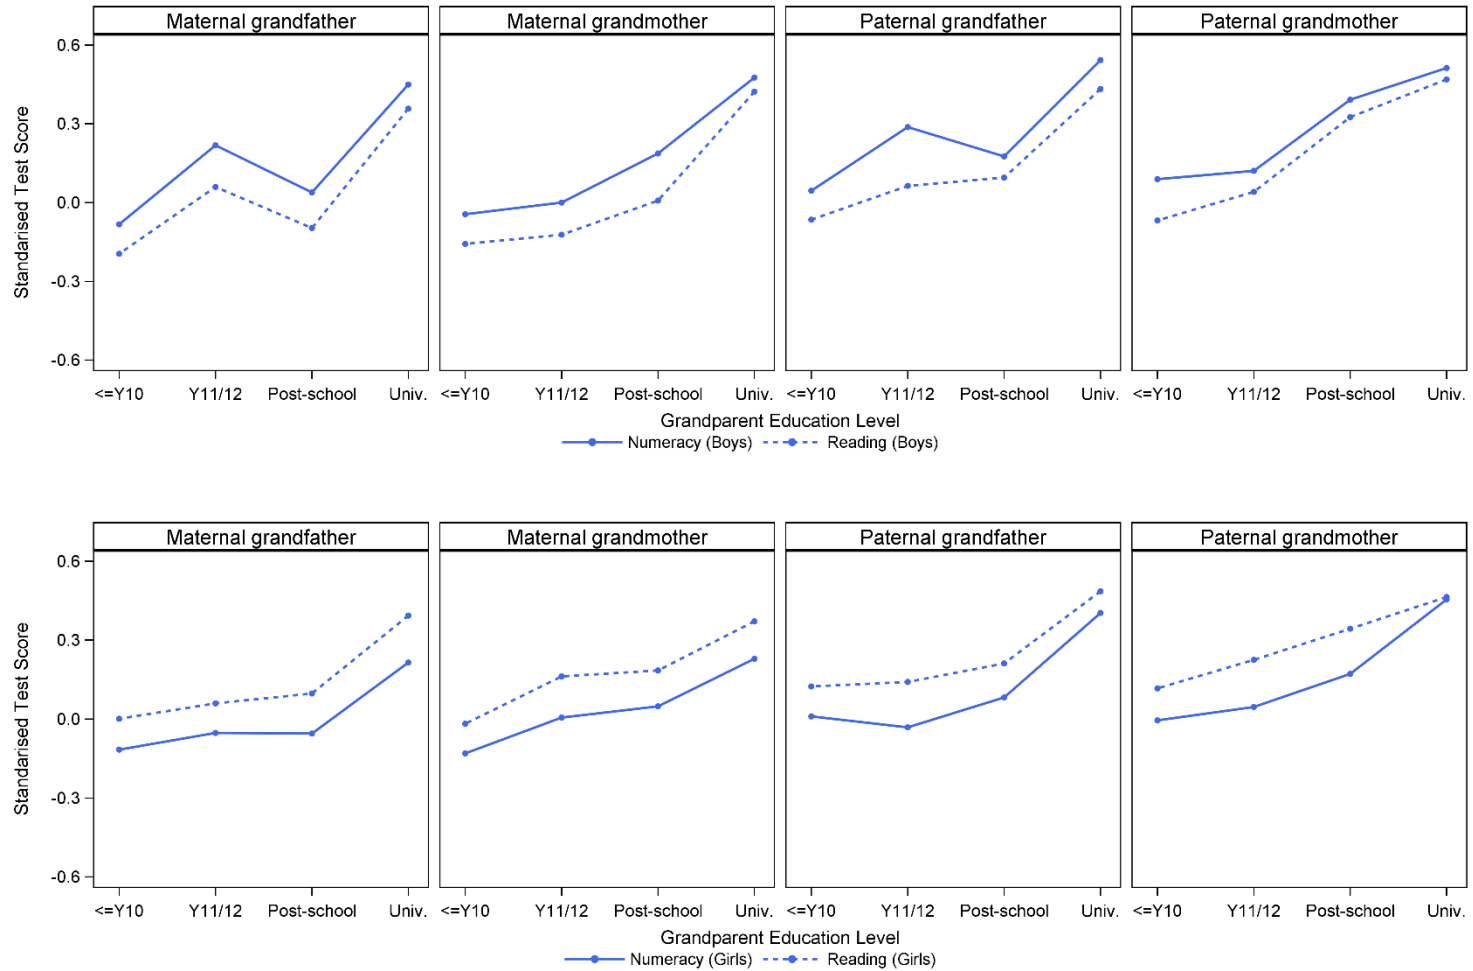 Maternal grandfather Maternal grandmother Paternal grandfather Paternal grandmother
Standarised Test Score
0.6
0.3
0.0
-0.3
-0.6
<=Y10 Y11/12 Post-school Univ. <=Y10 Y11/12 Post-school Univ. <=Y10 Y11/12 Post-school Univ. <=Y10 Y11/12 Post-school Univ.
Grandparent Education Level
Numeracy (Boys) Reading (Boys)
Maternal grandfather Maternal grandmother Paternal grandfather Paternal grandmother
Standarised Test Score
0.6
0.3
0.0
-0.3
-0.6
<=Y10 Y11/12 Post-school Univ. <=Y10 Y11/12 Post-school Univ. <=Y10 Y11/12 Post-school Univ. <=Y10 Y11/12 Post-school Univ.
Grandparent Education Level
Numeracy (Girls) Reading (Girls)